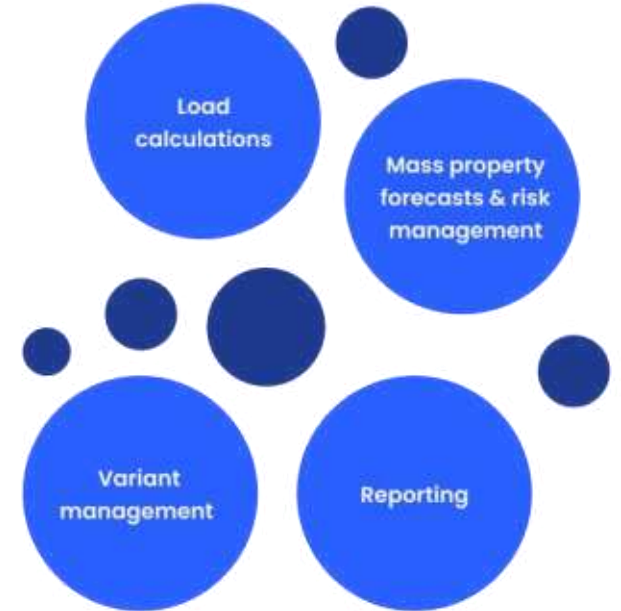 Load
calculations
Mass property
forecasts & risk
management
Variant
management
Reporting